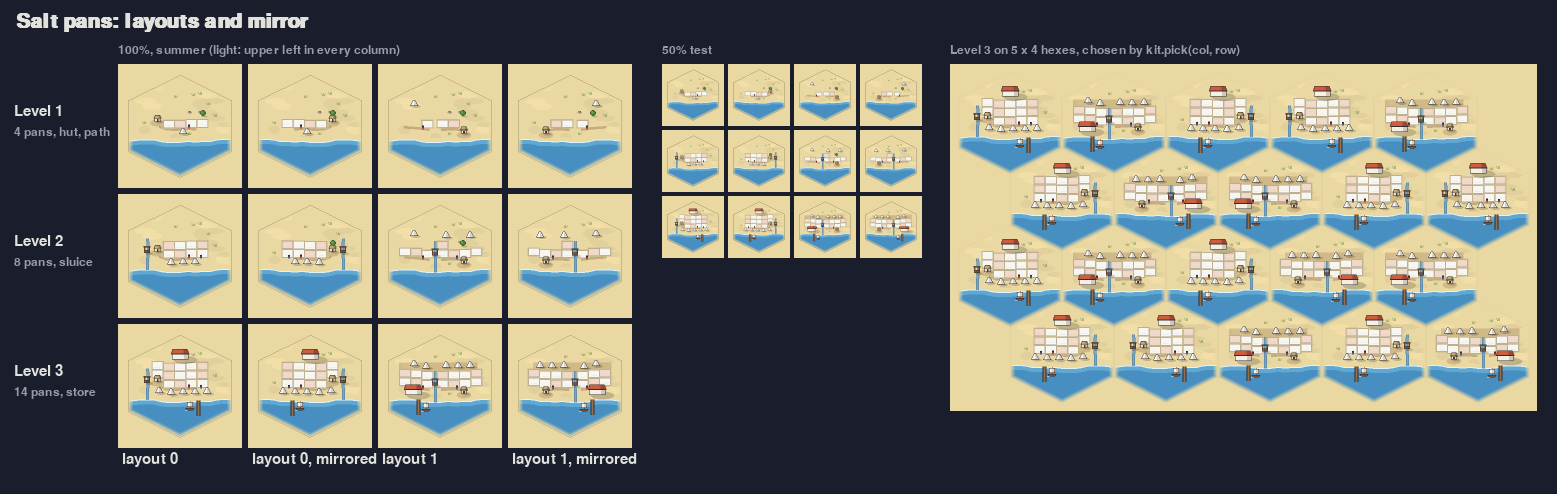 Salt pans: layouts and mirror
100%, summer (light: upper left in every column)
50% test
Level 3 on 5 x 4 hexes, chosen by kit.pick(col, row)
Level 1
4 pans, hut, path
Level 2
8 pans, sluice
Level 3
14 pans, store
layout 0
layout 0, mirrored
layout 1
layout 1, mirrored